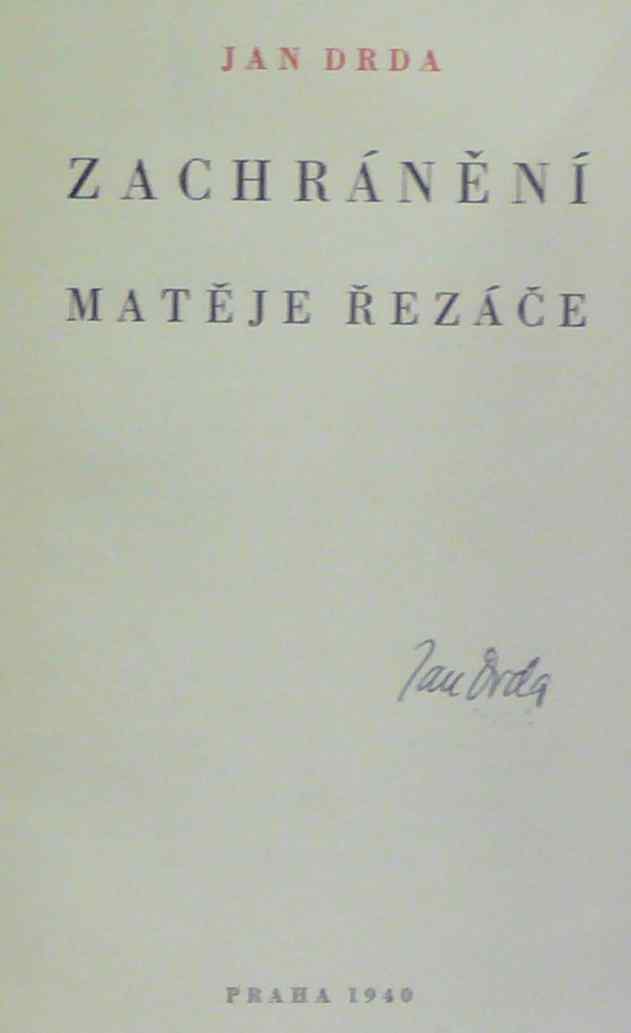 JAN DRDA
ZACHRÁNĚNÍ
MATĚJE ŘEZÁČE
Jan Drda
PRAHA 1940